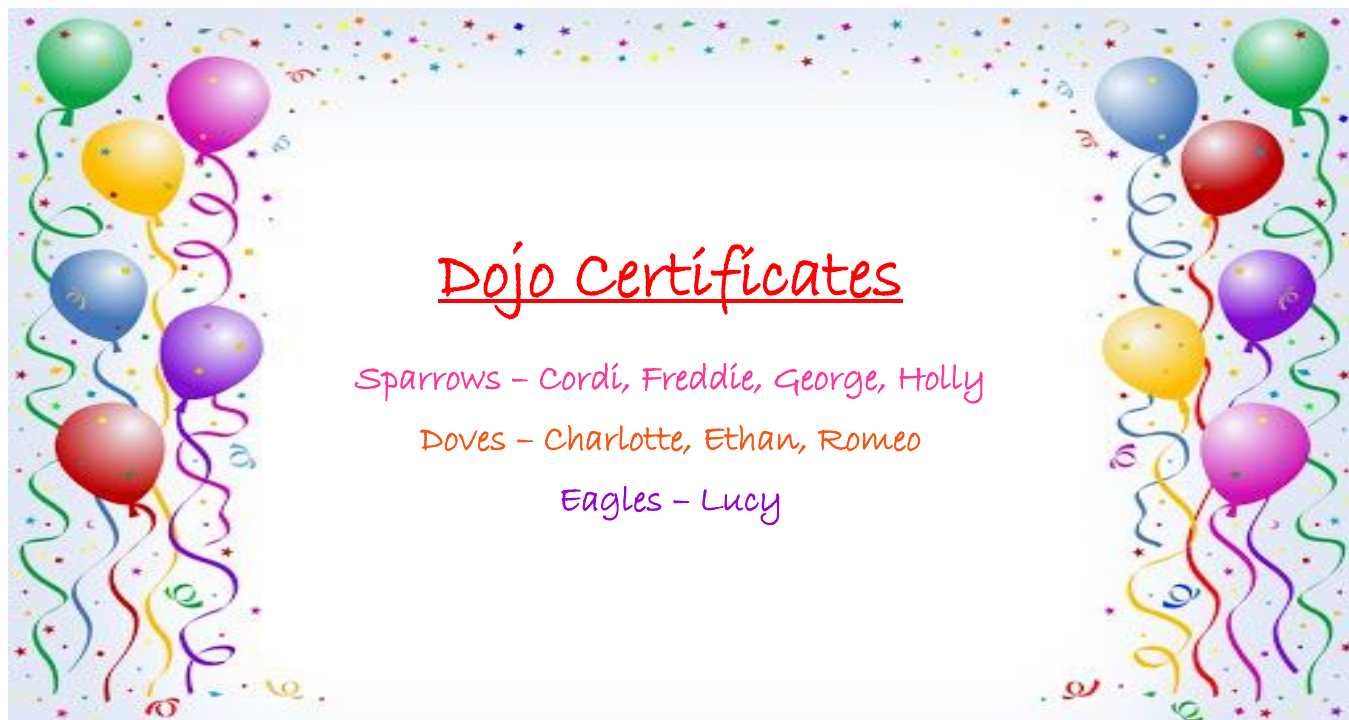 Dojo Certificates
Sparrows – Cordi, Freddie, George, Holly
Doves – Charlotte, Ethan, Romeo
Eagles – Lucy